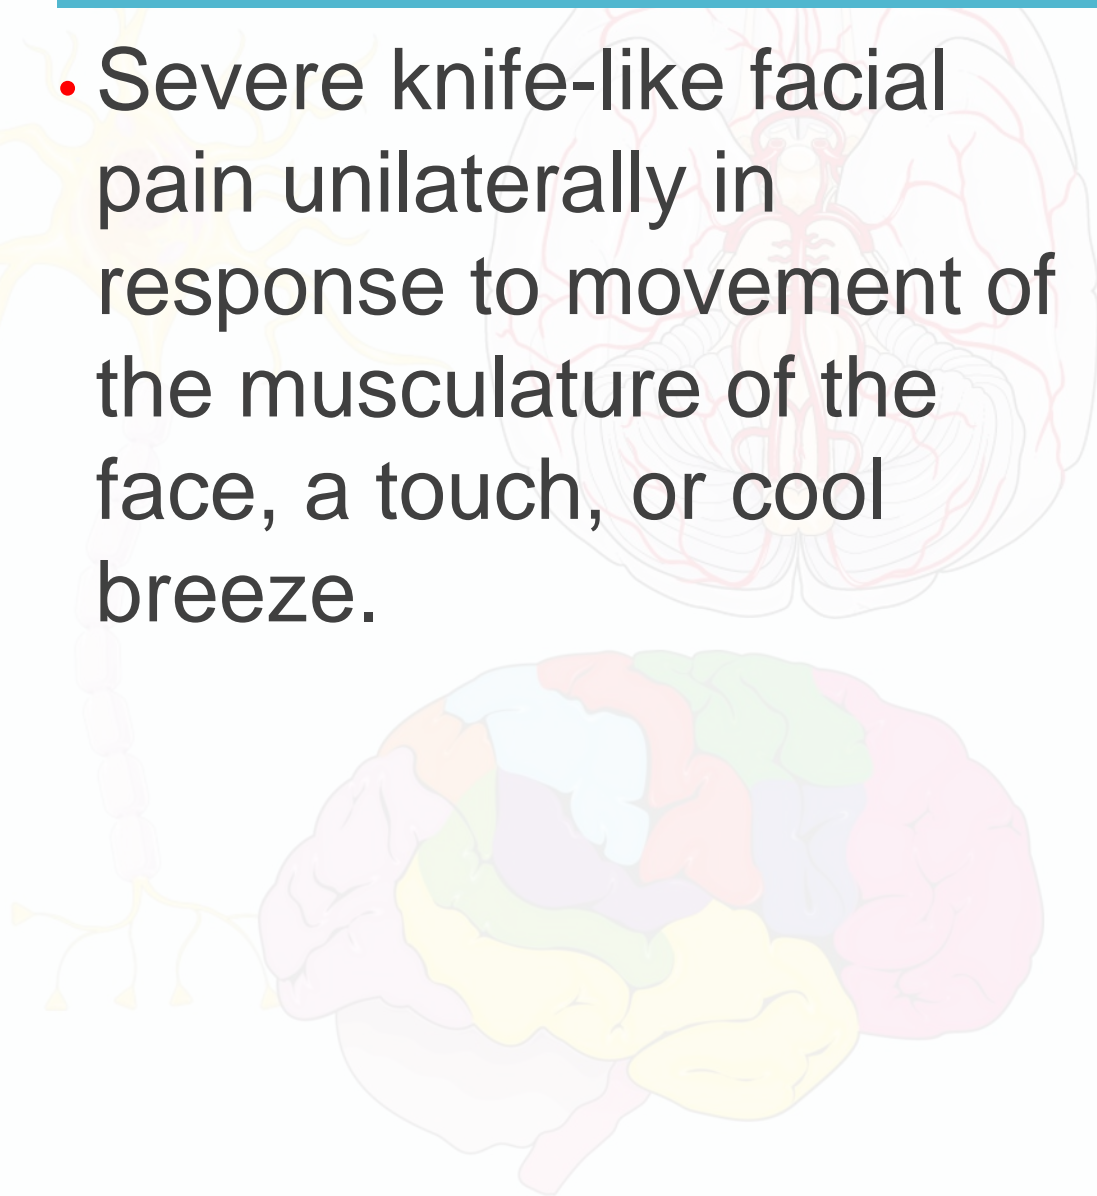 • Severe knife-like facial
pain unilaterally in
response to movement of
the musculature of the
face, a touch, or cool
breeze.